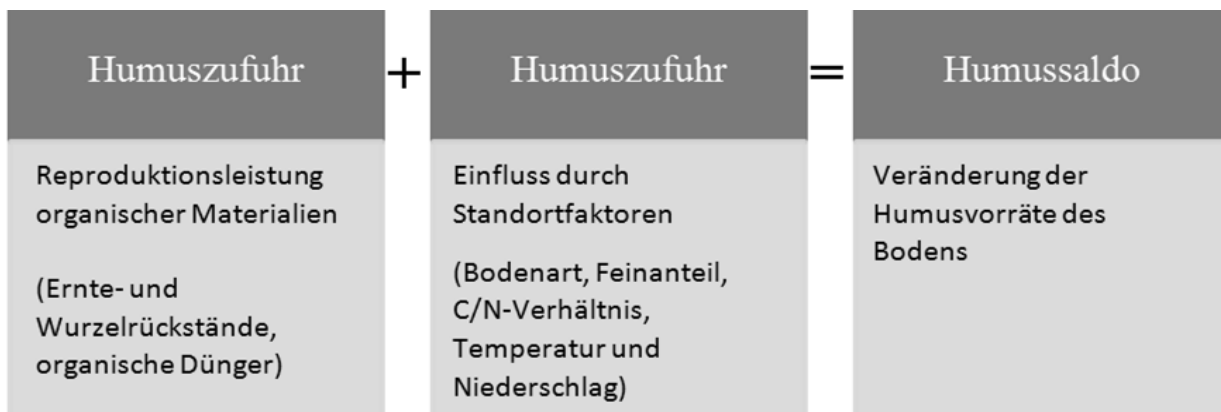 Humuszufuhr
+
Humuszufuhr
=
Humussaldo
Reproduktionsleistung
organischer Materialien
(Ernte- und
Wurzelrückstände,
organische Dünger)
Einfluss durch
Standortfaktoren
(Bodenart, Feinanteil,
C/N-Verhältnis,
Temperatur und
Niederschlag)
Veränderung der
Humusvorräte des
Bodens